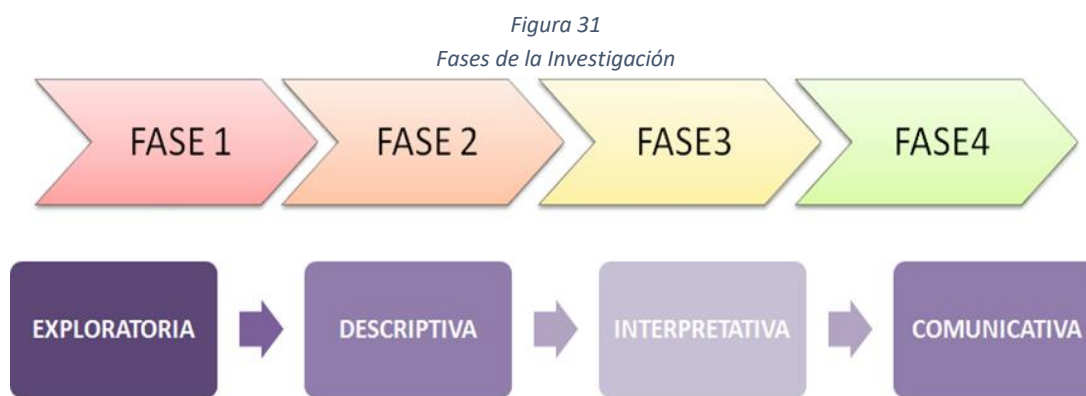 Figura 31
Fases de la Investigación
FASE 1 FASE 2 FASE3 FASE4
EXPLORATORIA DESCRIPTIVA INTERPRETATIVA COMUNICATIVA